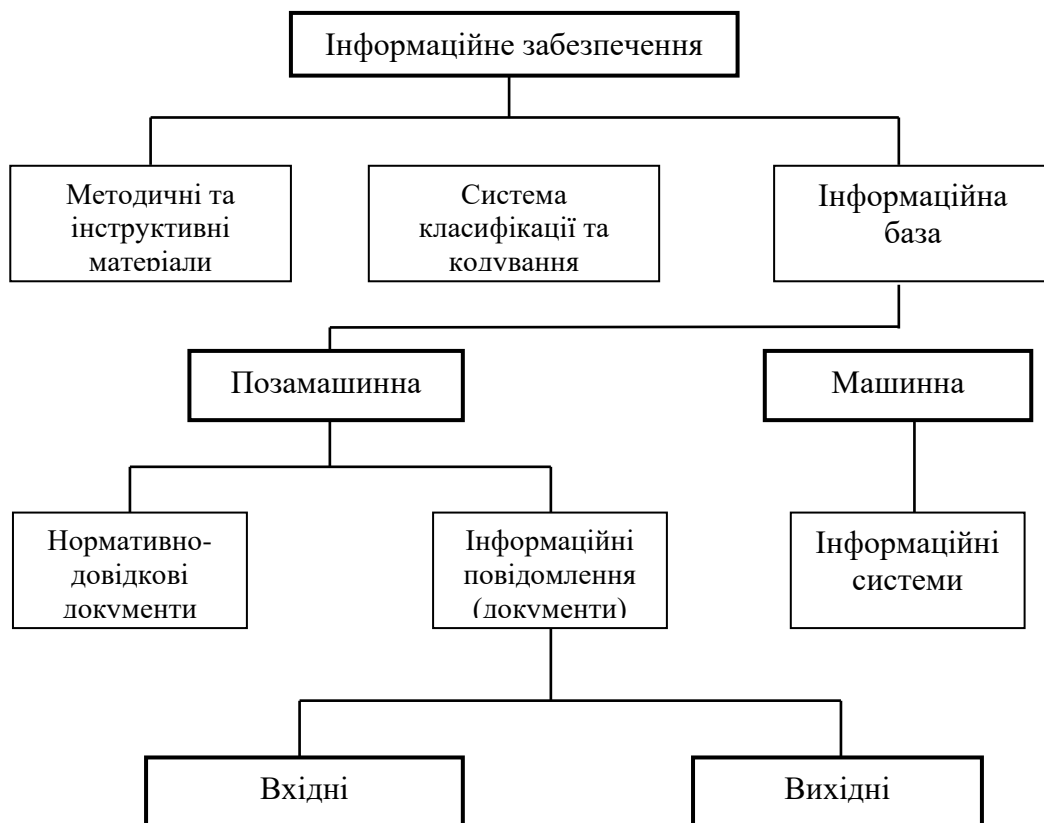 Інформаційне забезпечення
Методичні та
інструктивні
матеріали
Система
класифікації та
кодування
Інформаційна
база
Позамашинна
Машинна
Нормативно-
довідкові
документи
Інформаційні
повідомлення
(документи)
Інформаційні
системи
Вхідні
Вихідні